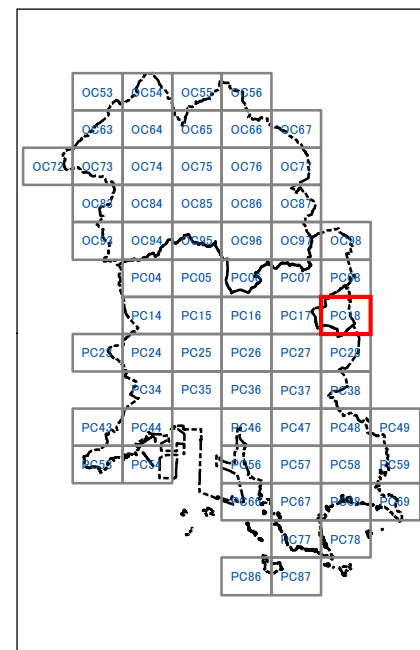 OC53 OC54 OC55 OC56
OC63 OC64 OC65 OC66 OC67
OC72 OC73 OC74 OC75 OC76 OC77
OC83 OC84 OC85 OC86 OC87
OC93 OC94 OC95 OC96 OC97 OC98
PC04 PC05 PC06 PC07 PC08
PC14 PC15 PC16 PC17 PC18
PC23 PC24 PC25 PC26 PC27 PC28
PC34 PC35 PC36 PC37 PC38
PC43 PC44 PC46 PC47 PC48 PC49
PC53 PC54 PC56 PC57 PC58 PC59
PC66 PC67 PC68 PC69
PC77 PC78
PC86 PC87